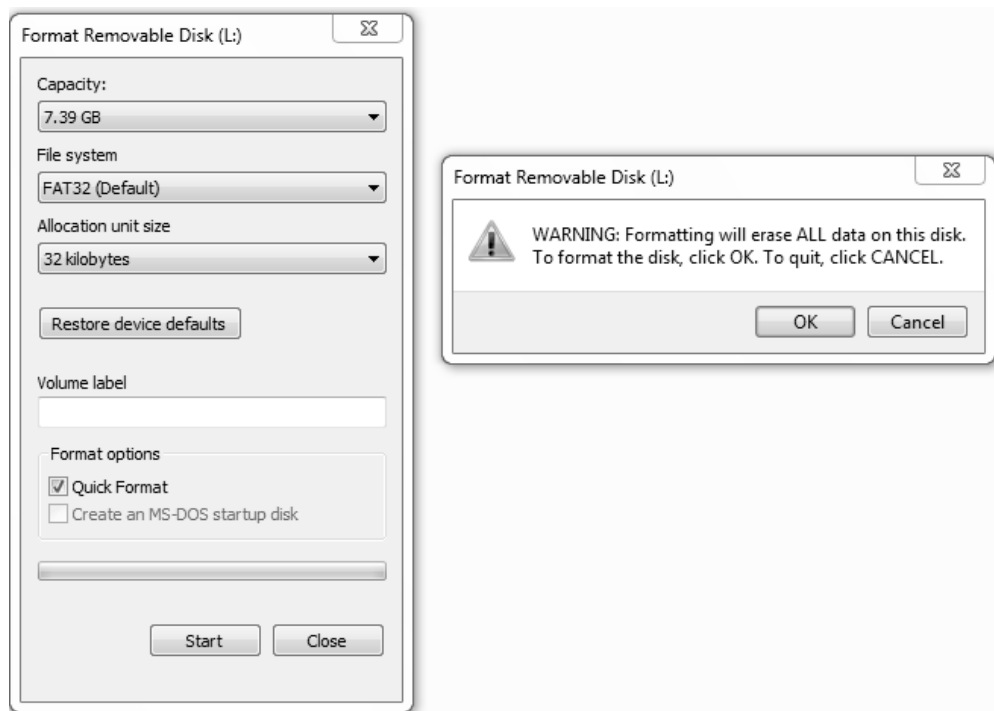 Format Removable Disk (L:)
Capacity:
7.39 GB
File system
FAT32 (Default)
Allocation unit size
32 kilobytes
Restore device defaults
Volume label
Format options
Quick Format
Create an MS-DOS startup disk
Start
Close
Format Removable Disk (L:)
WARNING: Formatting will erase ALL data on this disk.
To format the disk, click OK. To quit, click CANCEL.
OK
Cancel